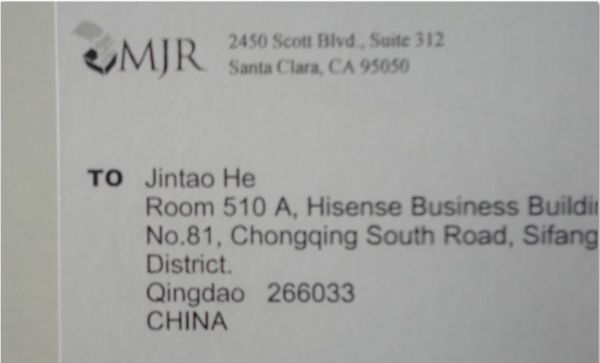 MJR
2450 Scott Blvd., Suite 312
Santa Clara, CA 95050
TO Jintao He
Room 510 A, Hisense Business
No.81, Chongqing South Road, Sifang
District.
Qingdao 266033
CHINA